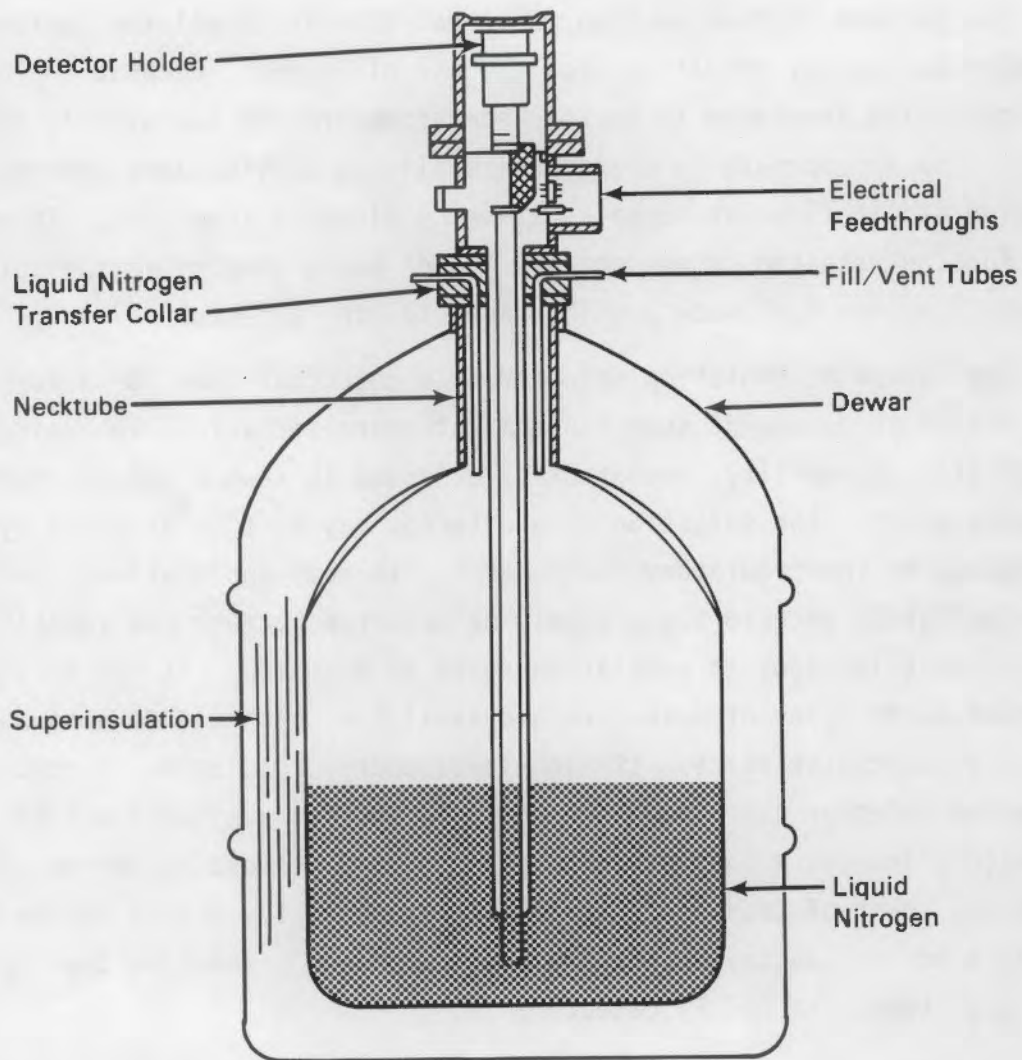 Detector Holder
Electrical
Feedthroughs
Liquid Nitrogen
Transfer Collar
Fill/Vent Tubes
Necktube
Dewar
Superinsulation
Liquid
Nitrogen